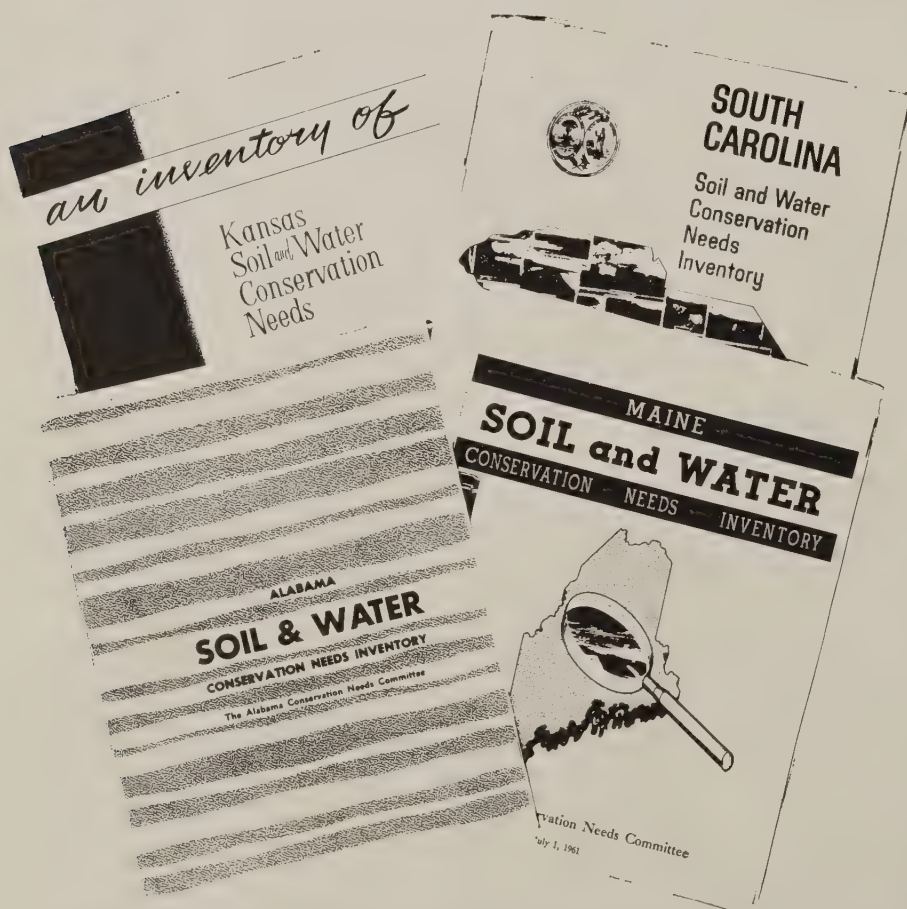 an inventory of
Kansas
Soil and Water
Conservation
Needs
SOUTH
CAROLINA
Soil and Water
Conservation
Needs
Inventory
ALABAMA
SOIL & WATER
CONSERVATION NEEDS INVENTORY
The Alabama Conservation Needs Committee
MAINE
SOIL and WATER
CONSERVATION NEEDS INVENTORY
Needs Committee
1, 1961